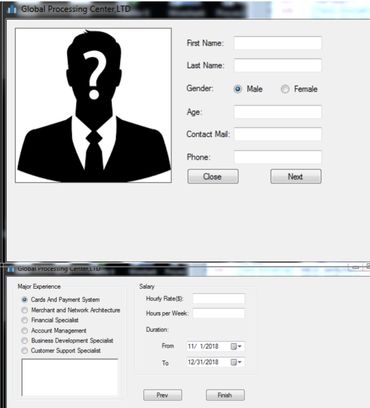 Global Processing Center,LTD
?
First Name:
Last Name:
Gender: Male Female
Age:
Contact Mail:
Phone:
Close Next
Global Processing Center,LTD
Major Experience Salary
Cards And Payment System Hourly Rate($):
Merchant and Network Architecture Hours per Week:
Financial Specialist
Account Management Duration:
Business Development Specialist From 11/ 1/2018
Customer Support Specialist To 12/31/2018
Prev Finish